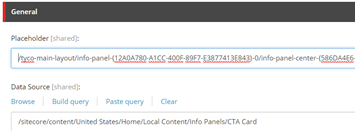 General
Placeholder [shared]:
/tyco-main-layout/info-panel-{12A0A780-A1CC-400F-89F7-E3877413E843}-0/info-panel-center-{586DA4E6-
Data Source [shared]:
Browse Build query Paste query Clear
/sitecore/content/United States/Home/Local Content/Info Panels/CTA Card